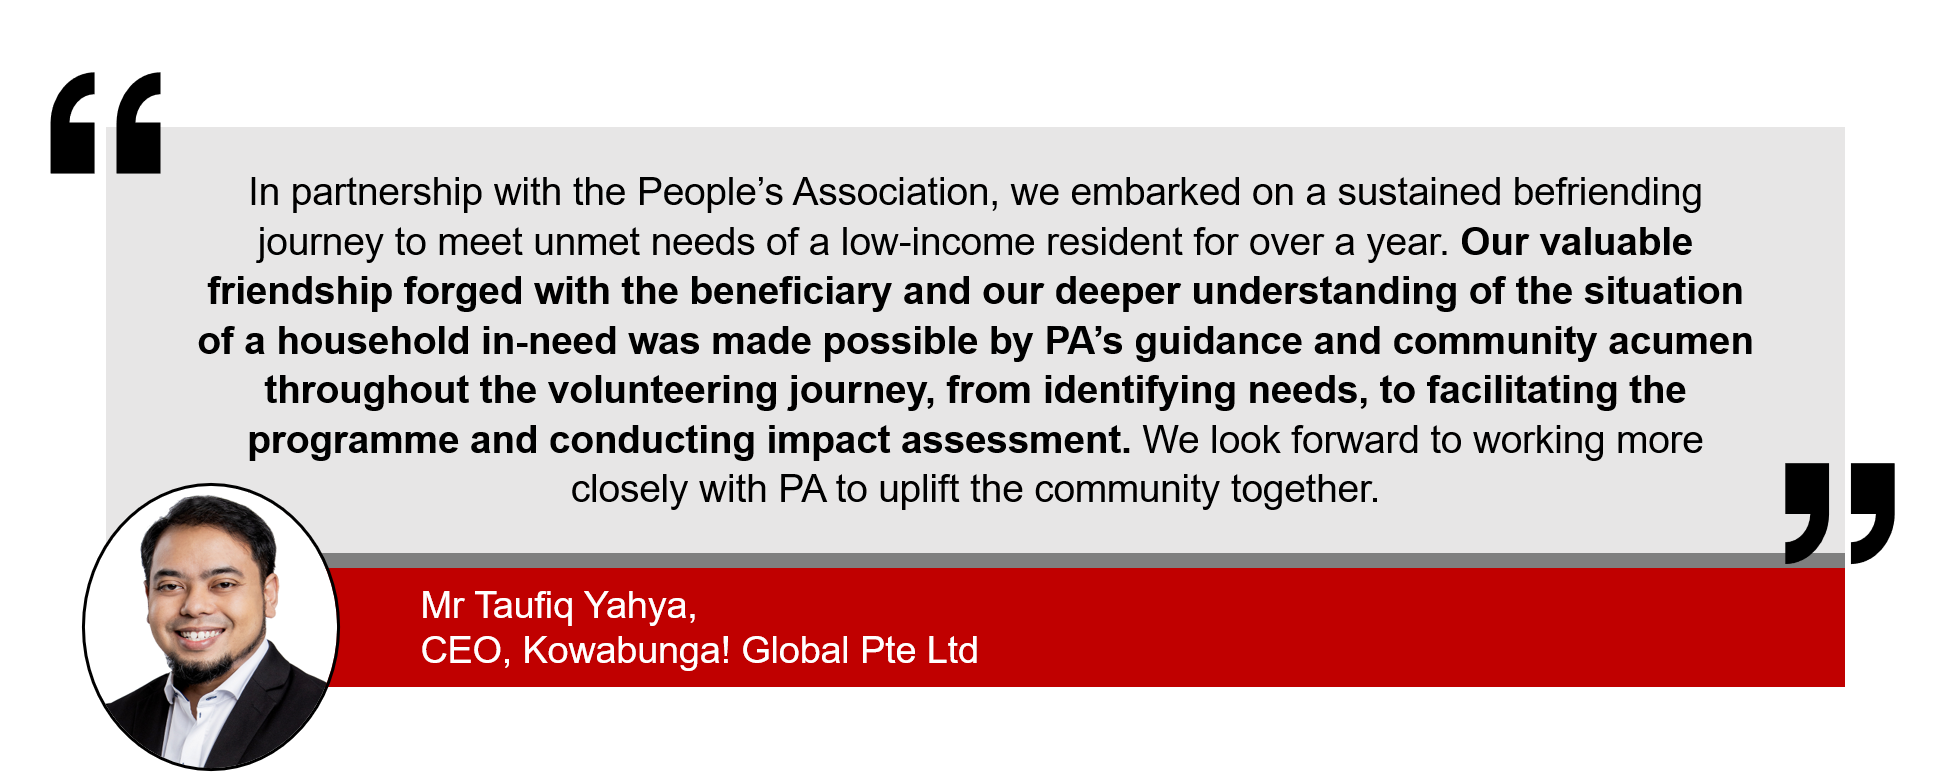 “
In partnership with the People’s Association, we embarked on a sustained befriending
journey to meet unmet needs of a low-income resident for over a year. Our valuable
friendship forged with the beneficiary and our deeper understanding of the situation
of a household in-need was made possible by PA’s guidance and community acumen
throughout the volunteering journey, from identifying needs, to facilitating the
programme and conducting impact assessment. We look forward to working more
closely with PA to uplift the community together.
”
Mr Taufiq Yahya,
CEO, Kowabunga! Global Pte Ltd